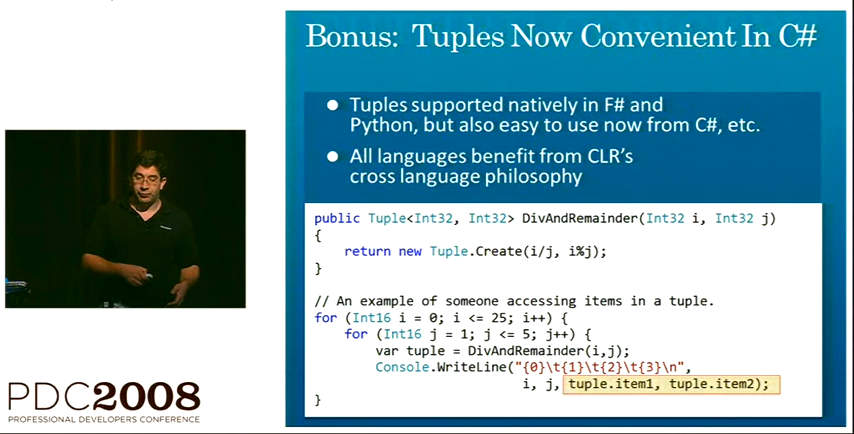 Bonus: Tuples Now Convenient In C#
Tuples supported natively in F# and
Python, but also easy to use now from C#, etc.
All languages benefit from CLR's
cross language philosophy
public Tuple<Int32, Int32> DivAndRemainder(Int32 i, Int32 j)
{
    return new Tuple.Create(i/j, i%j);
}
// An example of someone accessing items in a tuple.
for (Int16 i = 0; i <= 25; i++) {
    for (Int16 j = 1; j <= 5; j++) {
        var tuple = DivAndRemainder(i,j);
        Console.WriteLine("{0}\t{1}\t{2}\t{3}\n",
                          i, j, tuple.item1, tuple.item2);
}
PDC2008
PROFESSIONAL DEVELOPERS CONFERENCE